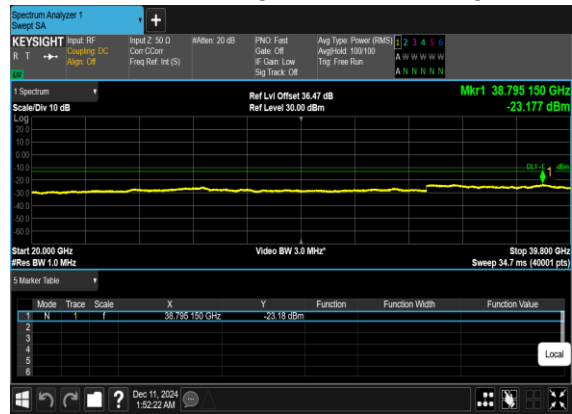 Spectrum Analyzer 1
Swept SA
+
KEYSIGHT Input: RF Input Z: 50 Ω #Atten: 20 dB PNO: Fast Avg Type: Power (RMS) 1 2 3 4 5 6
R T Coupling: DC Corr CCorr Gate: Off Avg|Hold: 100/100 A W W W W W
Align: Off Freq Ref: Int (S) IF Gain: Low Trig: Free Run
Sig Track: Off A N N N N N
LW
1 Spectrum Ref Lvl Offset 36.47 dB Mkr1 38.795 150 GHz
Scale/Div 10 dB Ref Level 30.00 dBm -23.177 dBm
Log
20.0
10.0
0.00
-10.0 dBm
-20.0 1
-30.0
-40.0
-50.0
-60.0
Start 20.000 GHz Video BW 3.0 MHz* Stop 39.800 GHz
#Res BW 1.0 MHz Sweep 34.7 ms (40001 pts)
5 Marker Table
Mode Trace Scale X Y Function Function Width Function Value
1 N 1 f 38.795 150 GHz -23.18 dBm
2
3
4
5
6
Local
? Dec 11, 2024
1:52:22 AM